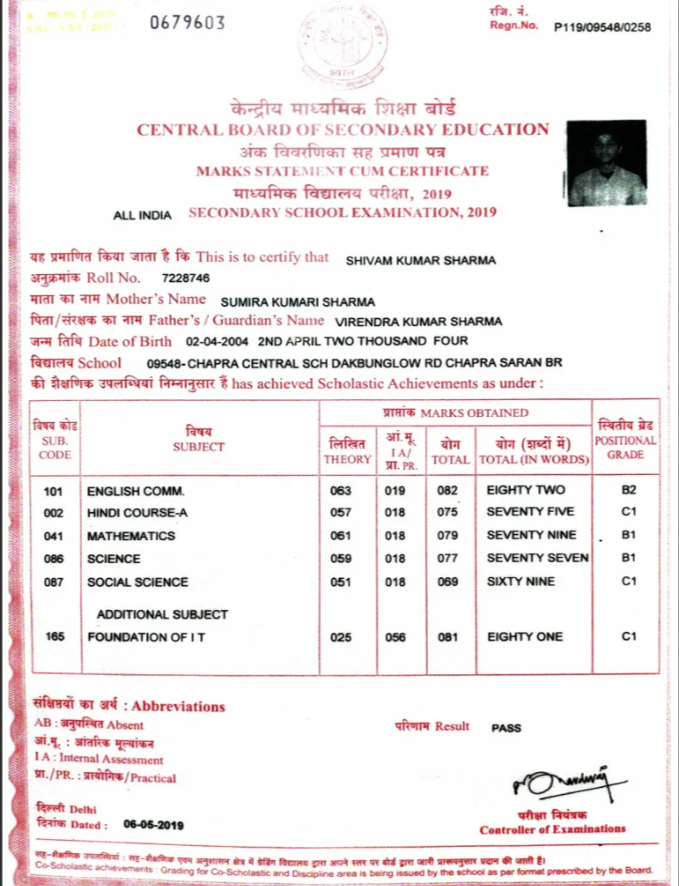 0679603
रजि. नं.
Regn.No. P119/09548/0258
भारत
केन्द्रीय माध्यमिक शिक्षा बोर्ड
CENTRAL BOARD OF SECONDARY EDUCATION
अंक विवरणिका सह प्रमाण पत्र
MARKS STATEMENT CUM CERTIFICATE
माध्यमिक विद्यालय परीक्षा, 2019
ALL INDIA SECONDARY SCHOOL EXAMINATION, 2019
यह प्रमाणित किया जाता है कि This is to certify that SHIVAM KUMAR SHARMA
अनुक्रमांक Roll No. 7228746
माता का नाम Mother's Name SUMIRA KUMARI SHARMA
पिता/संरक्षक का नाम Father's / Guardian's Name VIRENDRA KUMAR SHARMA
जन्म तिथि Date of Birth 02-04-2004 2ND APRIL TWO THOUSAND FOUR
विद्यालय School 09548- CHAPRA CENTRAL SCH DAKBUNGLOW RD CHAPRA SARAN BR
की शैक्षणिक उपलब्धियां निम्नानुसार हैं has achieved Scholastic Achievements as under :
विषय कोड SUB. CODE
विषय SUBJECT
प्राप्तांक MARKS OBTAINED
लिखित THEORY
आं.मू. I A/ प्रा. PR.
योग TOTAL
योग (शब्दों में) TOTAL (IN WORDS)
स्थितीय ग्रेड POSITIONAL GRADE
101 ENGLISH COMM. 063 019 082 EIGHTY TWO B2
002 HINDI COURSE-A 057 018 075 SEVENTY FIVE C1
041 MATHEMATICS 061 018 079 SEVENTY NINE B1
086 SCIENCE 059 018 077 SEVENTY SEVEN B1
087 SOCIAL SCIENCE 051 018 069 SIXTY NINE C1
ADDITIONAL SUBJECT
165 FOUNDATION OF I T 025 056 081 EIGHTY ONE C1
संक्षिप्तियों का अर्थ : Abbreviations
AB : अनुपस्थित Absent
परिणाम Result PASS
आं.मू. : आंतरिक मूल्यांकन
I A : Internal Assessment
प्रा./PR. : प्रायोगिक/Practical
दिल्ली Delhi
दिनांक Dated : 06-05-2019
परीक्षा नियंत्रक
Controller of Examinations
सह-शैक्षणिक उपलब्धियां : सह-शैक्षणिक एवम अनुशासन क्षेत्र में ग्रेडिंग विद्यालय द्वारा अपने स्तर पर बोर्ड द्वारा जारी प्रारूपनुसार प्रदान की जाती है।
Co-Scholastic achievements : Grading for Co-Scholastic and Discipline area is being issued by the school as per format prescribed by the Board.